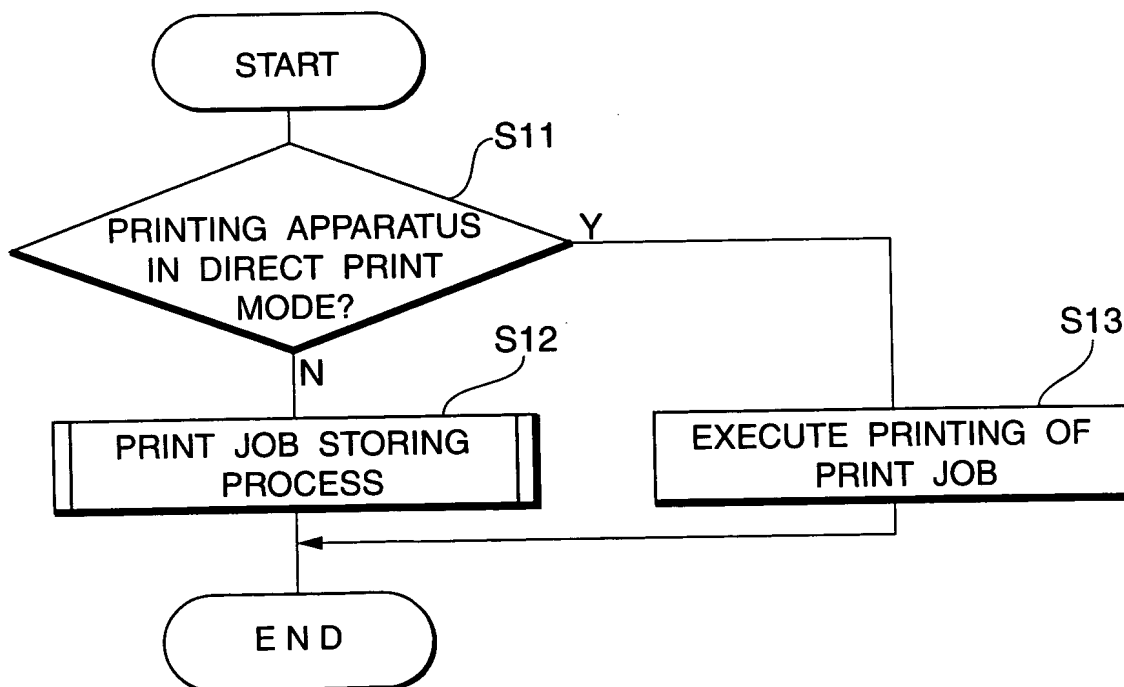 START
S11
PRINTING APPARATUS
IN DIRECT PRINT
MODE?
Y
N
S12
S13
PRINT JOB STORING
PROCESS
EXECUTE PRINTING OF
PRINT JOB
END